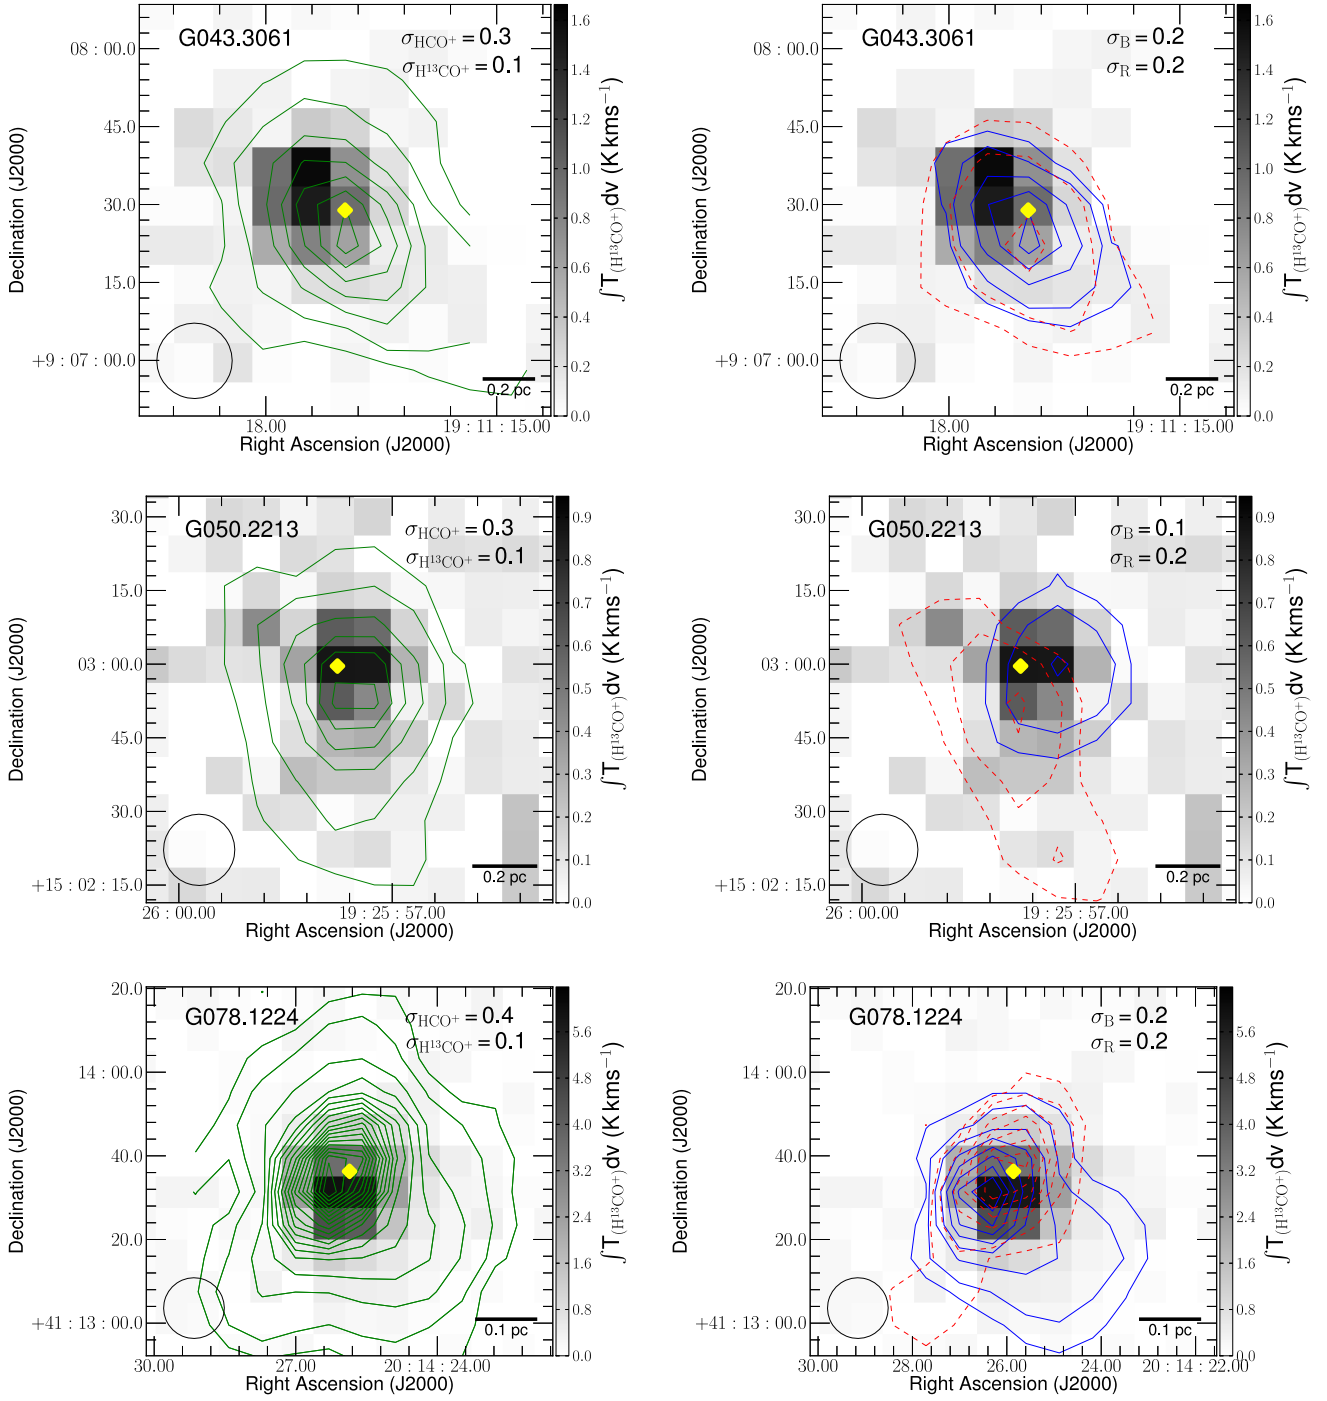 G043.3061
σHCO+ = 0.3
σH13CO+ = 0.1
08 : 00.0
45.0
30.0
15.0
+9 : 07 : 00.0
Declination (J2000)
18.00
19 : 11 : 15.00
Right Ascension (J2000)
0.2 pc
1.6
1.4
1.2
1.0
0.8
0.6
0.4
0.2
0.0
∫T(H13CO+)dv (K kms−1)
G043.3061
σB = 0.2
σR = 0.2
08 : 00.0
45.0
30.0
15.0
+9 : 07 : 00.0
Declination (J2000)
18.00
19 : 11 : 15.00
Right Ascension (J2000)
0.2 pc
1.6
1.4
1.2
1.0
0.8
0.6
0.4
0.2
0.0
∫T(H13CO+)dv (K kms−1)
G050.2213
σHCO+ = 0.3
σH13CO+ = 0.1
30.0
15.0
03 : 00.0
45.0
30.0
+15 : 02 : 15.0
Declination (J2000)
26 : 00.00
19 : 25 : 57.00
Right Ascension (J2000)
0.2 pc
0.9
0.8
0.7
0.6
0.5
0.4
0.3
0.2
0.1
0.0
∫T(H13CO+)dv (K kms−1)
G050.2213
σB = 0.1
σR = 0.2
30.0
15.0
03 : 00.0
45.0
30.0
+15 : 02 : 15.0
Declination (J2000)
26 : 00.00
19 : 25 : 57.00
Right Ascension (J2000)
0.2 pc
0.9
0.8
0.7
0.6
0.5
0.4
0.3
0.2
0.1
0.0
∫T(H13CO+)dv (K kms−1)
G078.1224
σHCO+ = 0.4
σH13CO+ = 0.1
20.0
14 : 00.0
40.0
20.0
+41 : 13 : 00.0
Declination (J2000)
30.00
27.00
20 : 14 : 24.00
Right Ascension (J2000)
0.1 pc
5.6
4.8
4.0
3.2
2.4
1.6
0.8
0.0
∫T(H13CO+)dv (K kms−1)
G078.1224
σB = 0.2
σR = 0.2
20.0
14 : 00.0
40.0
20.0
+41 : 13 : 00.0
Declination (J2000)
30.00
28.00
26.00
24.00
20 : 14 : 22.00
Right Ascension (J2000)
0.1 pc
5.6
4.8
4.0
3.2
2.4
1.6
0.8
0.0
∫T(H13CO+)dv (K kms−1)